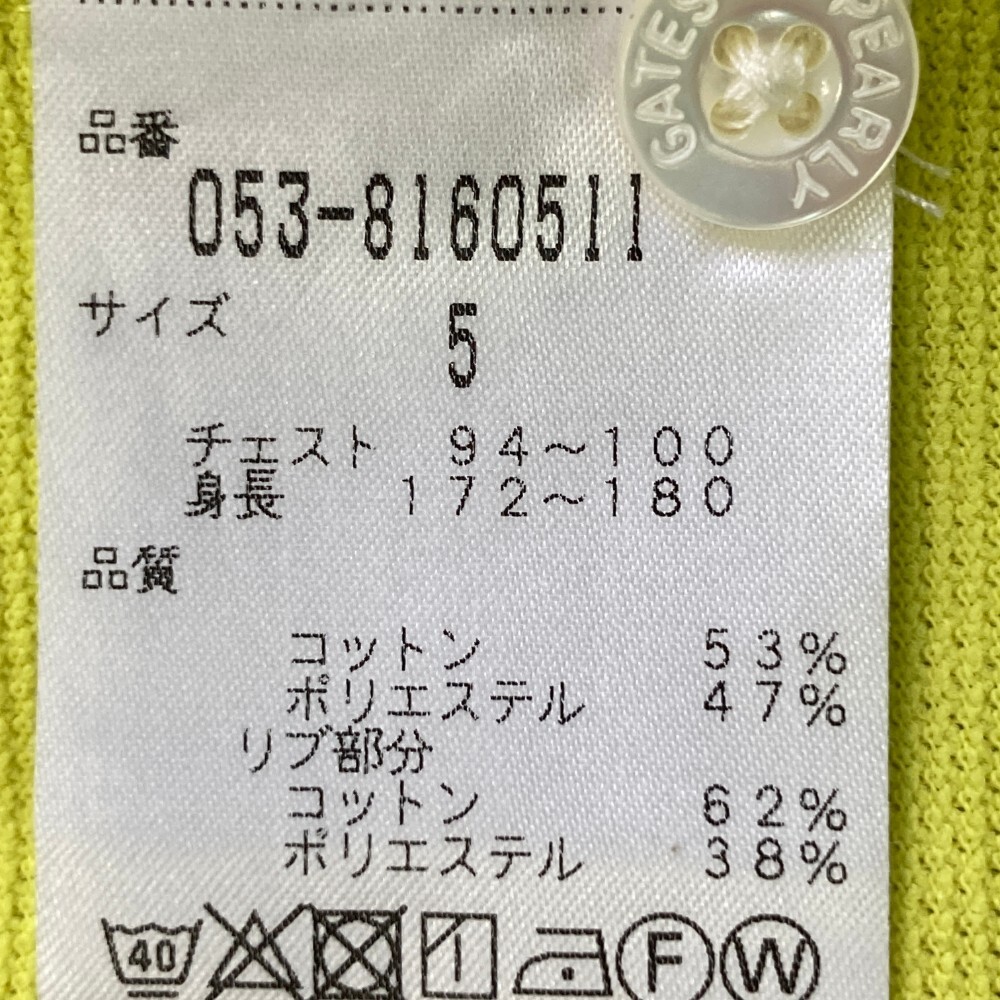 PEARLY GATES
品番
053-8160511
サイズ
5
チェスト 94～100
身長 172～180
品質
コットン 53%
ポリエステル 47%
リブ部分
コットン 62%
ポリエステル 38%
40 F W